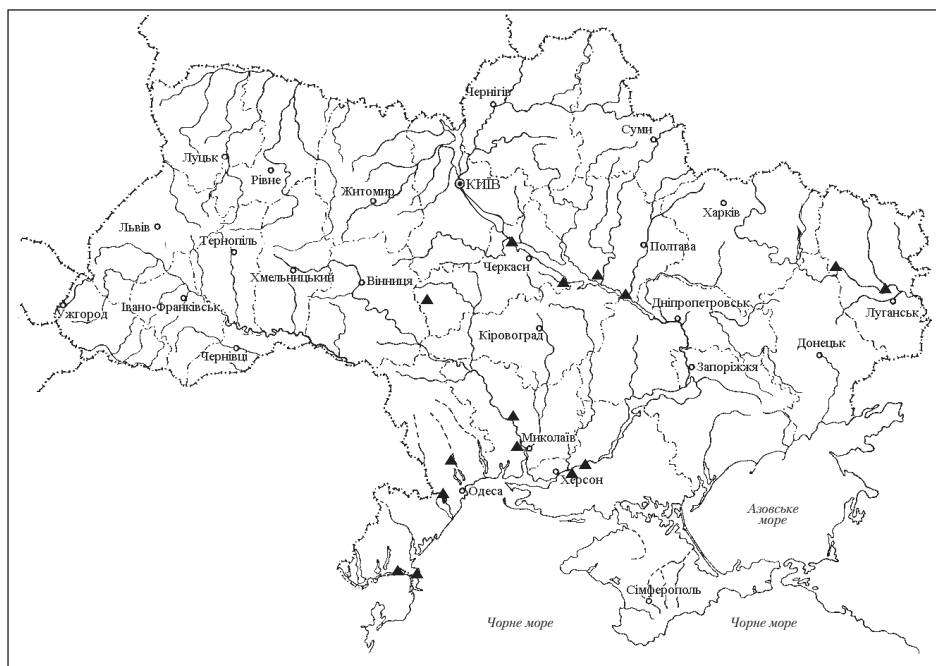 Чернігів
Суми
Луцьк
Рівне
КИЇВ
Житомир
Харків
Львів
Тернопіль
Полтава
Черкаси
Хмельницький
Вінниця
Ужгород
Івано-Франківськ
Дніпропетровськ
Луганськ
Кіровоград
Чернівці
Донецьк
Запоріжжя
Миколаїв
Херсон
Одеса
Азовське
море
Сімферополь
Чорне море
Чорне море